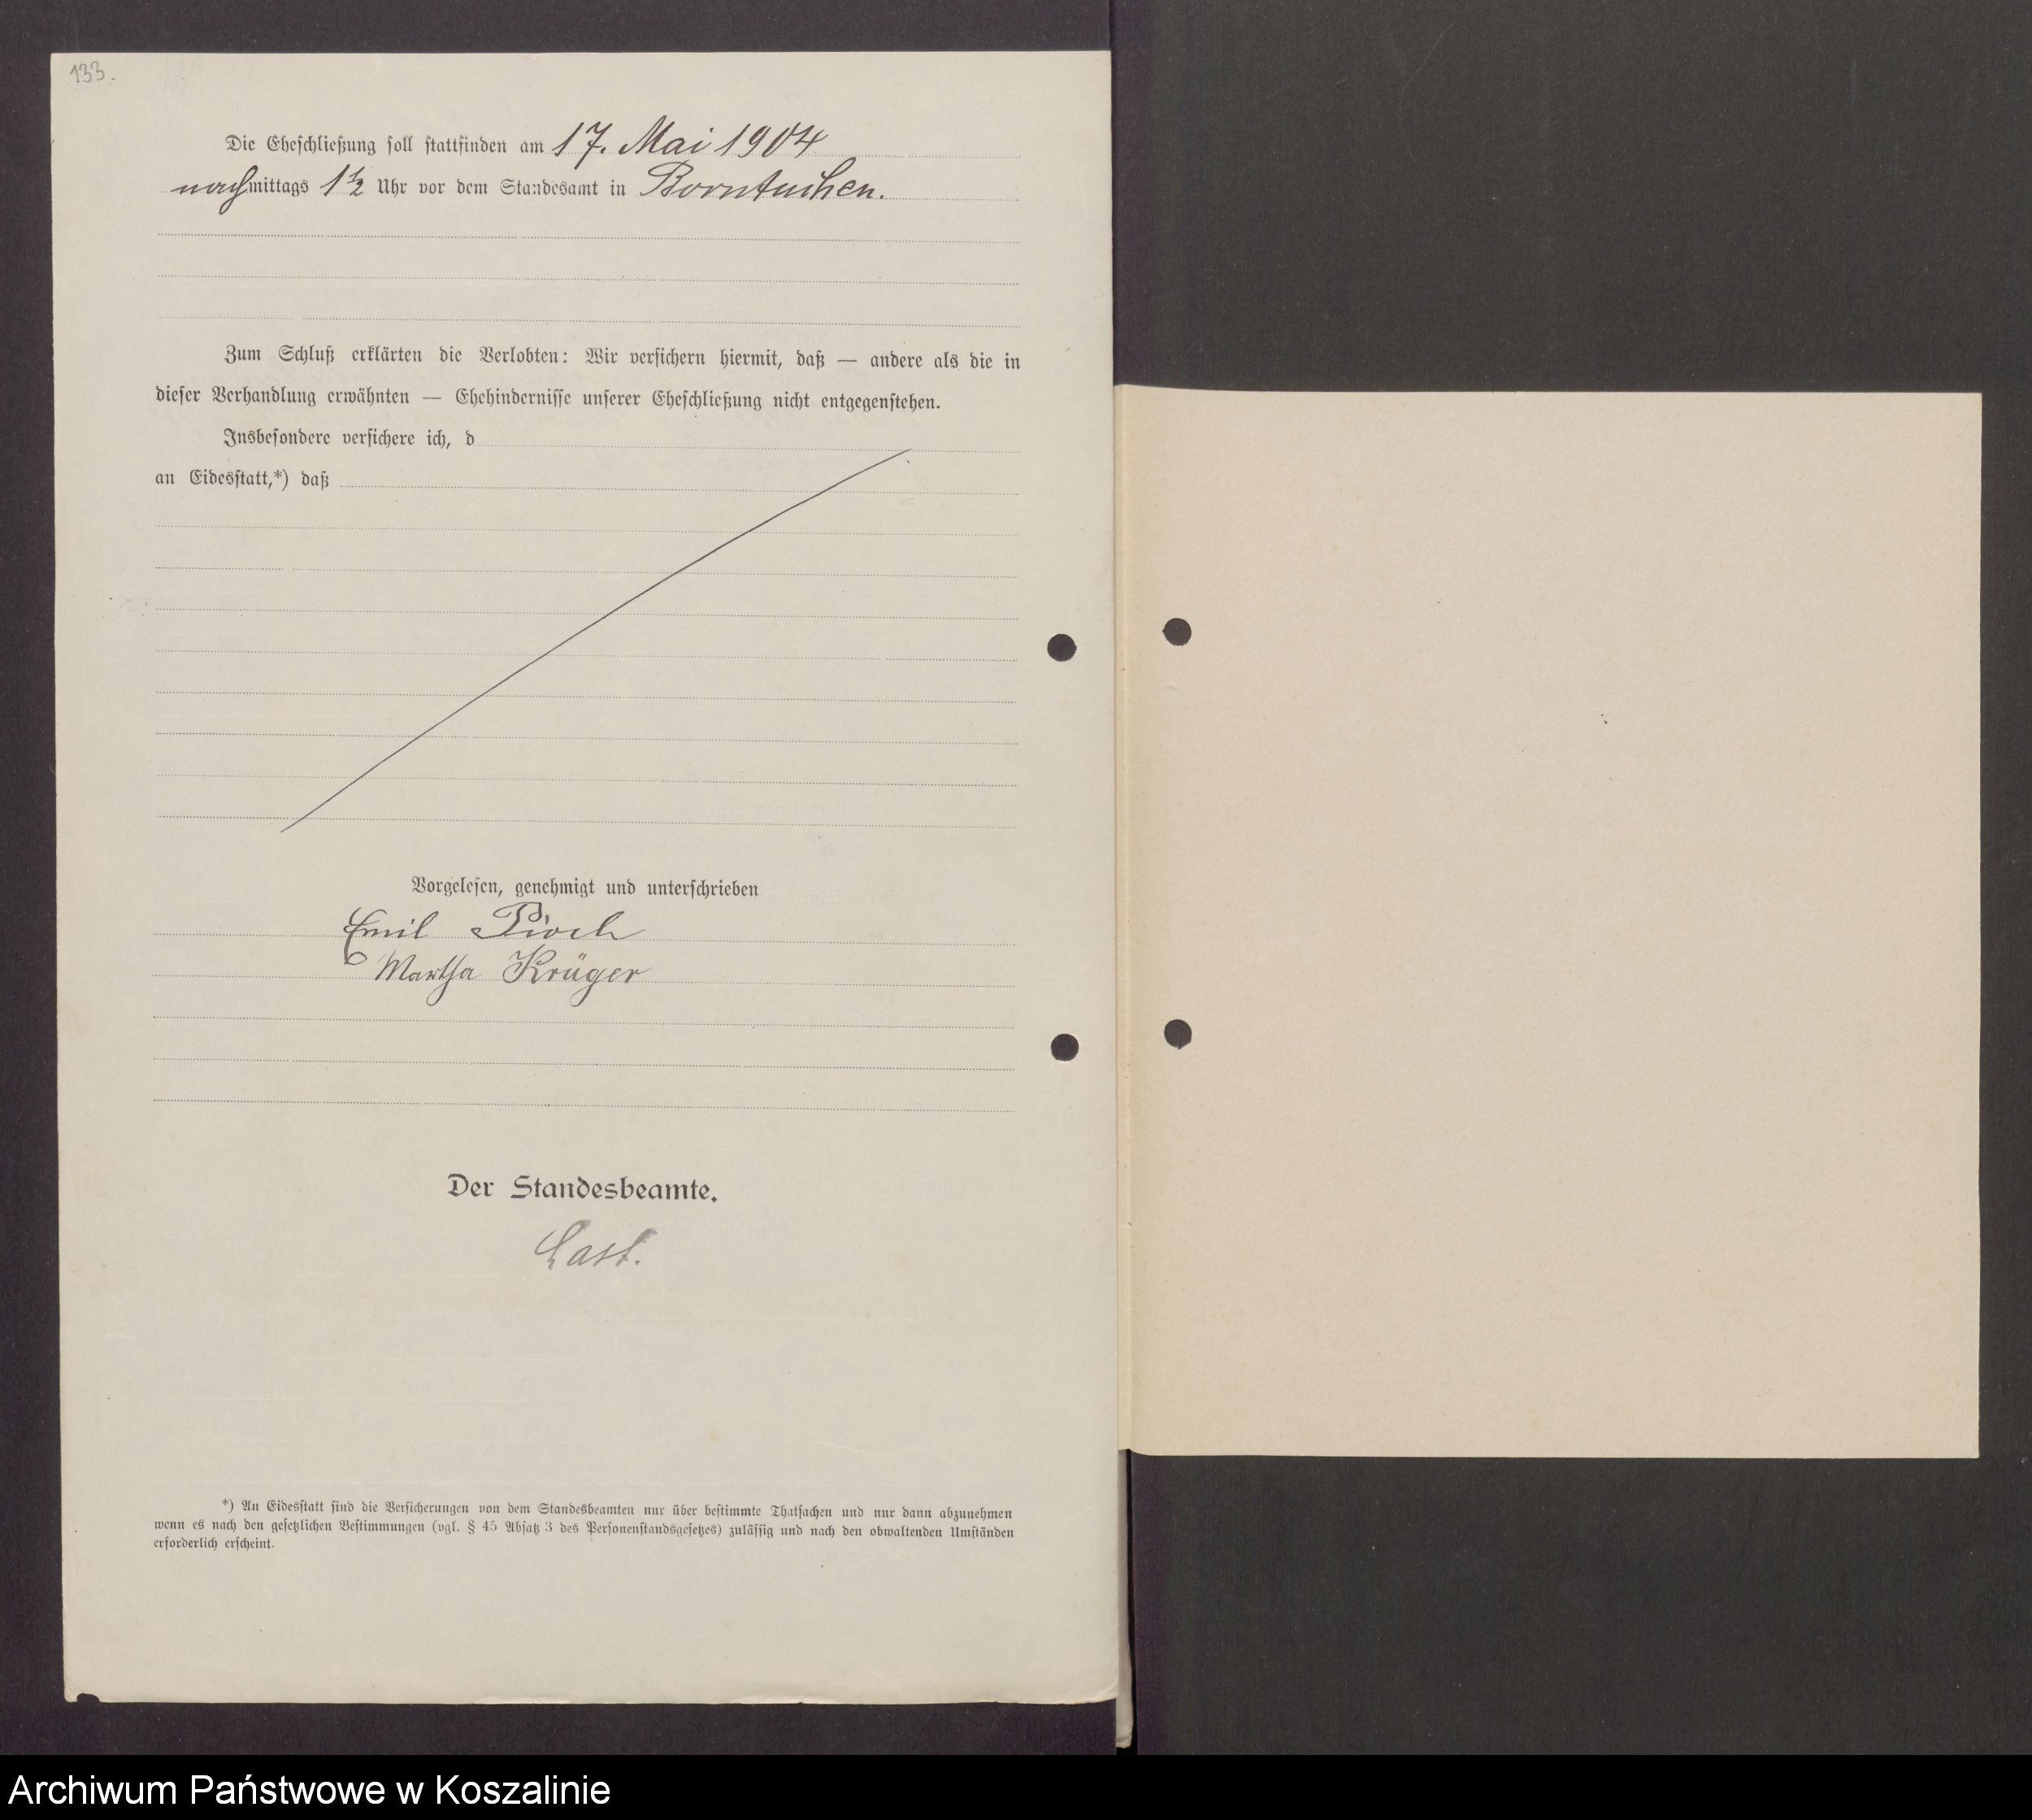 133.
Die Eheschließung soll stattfinden am 17. Mai 1904
nachmittags 1 ½ Uhr vor dem Standesamt in Borntuchen.
Zum Schluß erklärten die Verlobten: Wir versichern hiermit, daß — andere als die in
dieser Verhandlung erwähnten — Ehehindernisse unserer Eheschließung nicht entgegenstehen.
Insbesondere versichere ich, d
an Eidesstatt,*) daß
Vorgelesen, genehmigt und unterschrieben
Emil Pioch
Martha Krüger
Der Standesbeamte.
Last.
*) An Eidesstatt sind die Versicherungen von dem Standesbeamten nur über bestimmte Thatsachen und nur dann abzunehmen
wenn es nach den gesetzlichen Bestimmungen (vgl. § 45 Absatz 3 des Personenstandsgesetzes) zulässig und nach den obwaltenden Umständen
erforderlich erscheint.
Archiwum Państwowe w Koszalinie